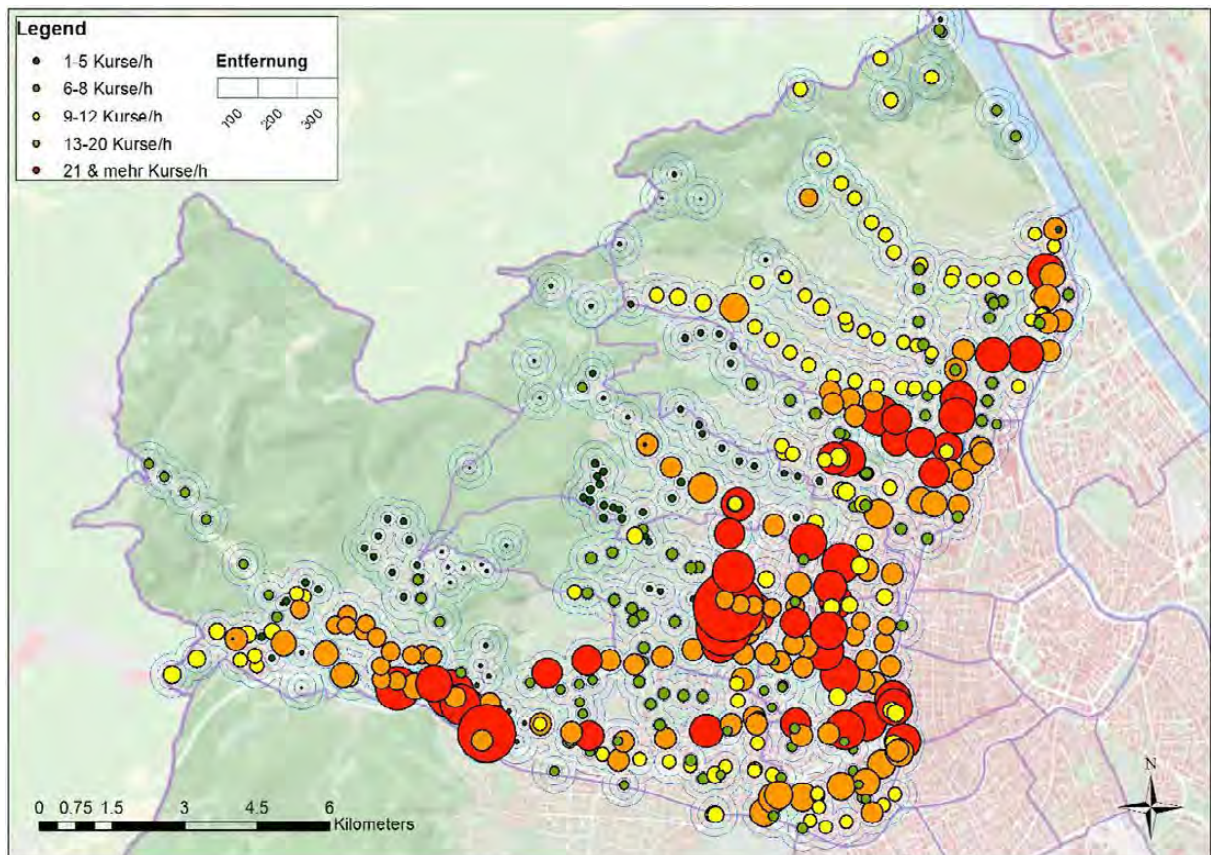 Legend
1-5 Kurse/h
6-8 Kurse/h
9-12 Kurse/h
13-20 Kurse/h
21 & mehr Kurse/h
Entfernung
100 200 300
N
0 0.75 1.5 3 4.5 6
Kilometers